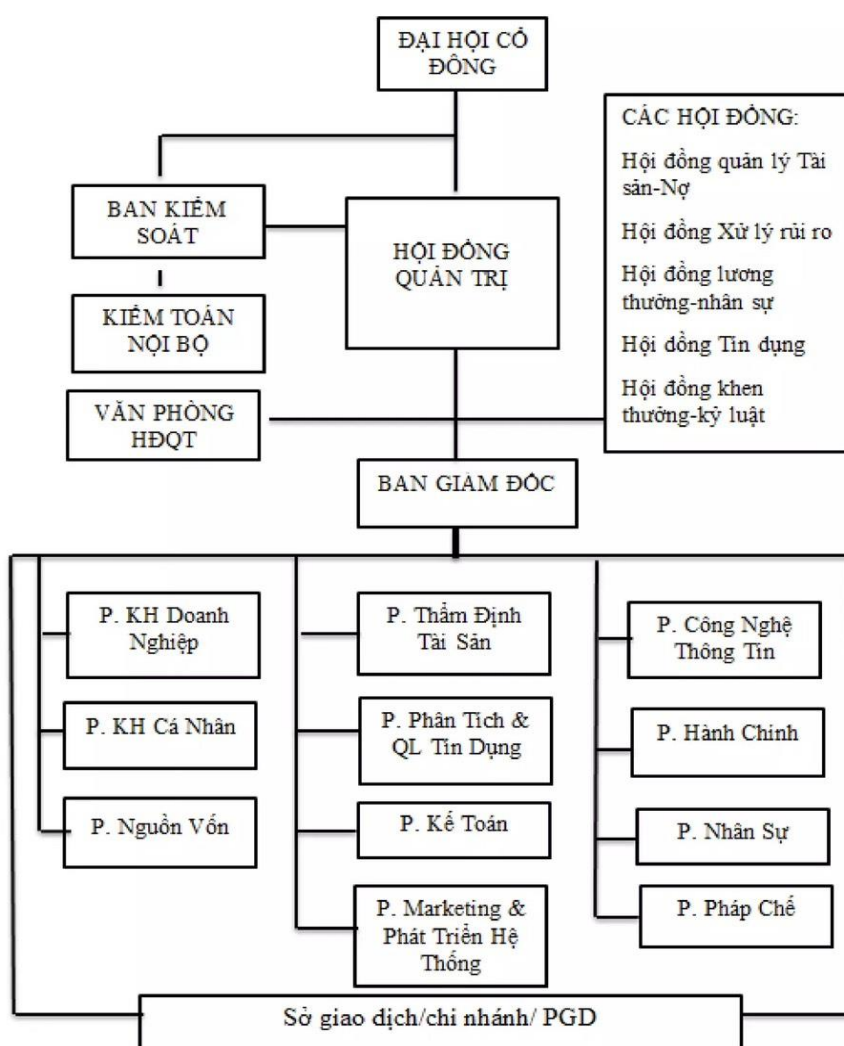 ĐẠI HỘI CỔ
ĐÔNG
CÁC HỘI ĐỒNG:
Hội đồng quản lý Tài
sản-Nợ
Hội đồng Xử lý rủi ro
Hội đồng lương
thưởng-nhân sự
Hội dồng Tín dụng
Hội đồng khen
thưởng-kỷ luật
BAN KIỂM
SOÁT
HỘI ĐỒNG
QUẢN TRỊ
KIỂM TOÁN
NỘI BỘ
VĂN PHÒNG
HĐQT
BAN GIÁM ĐỐC
P. KH Doanh
Nghiệp
P. KH Cá Nhân
P. Nguồn Vốn
P. Thẩm Định
Tài Sản
P. Phân Tích &
QL Tín Dụng
P. Kế Toán
P. Marketing &
Phát Triển Hệ
Thống
P. Công Nghệ
Thông Tin
P. Hành Chính
P. Nhân Sự
P. Pháp Chế
Sở giao dịch/chi nhánh/ PGD